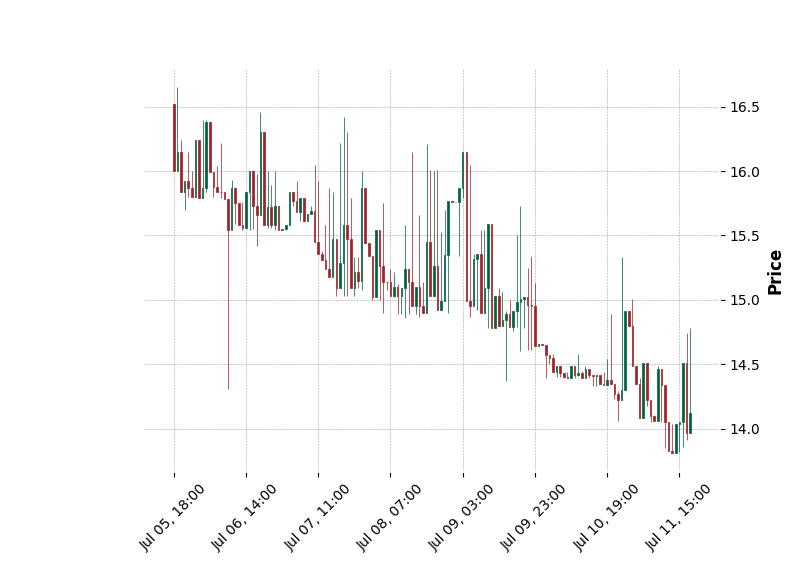 16.5
16.0
15.5
15.0
14.5
14.0
Price
Jul 05, 18:00
Jul 06, 14:00
Jul 07, 11:00
Jul 08, 07:00
Jul 09, 03:00
Jul 09, 23:00
Jul 10, 19:00
Jul 11, 15:00